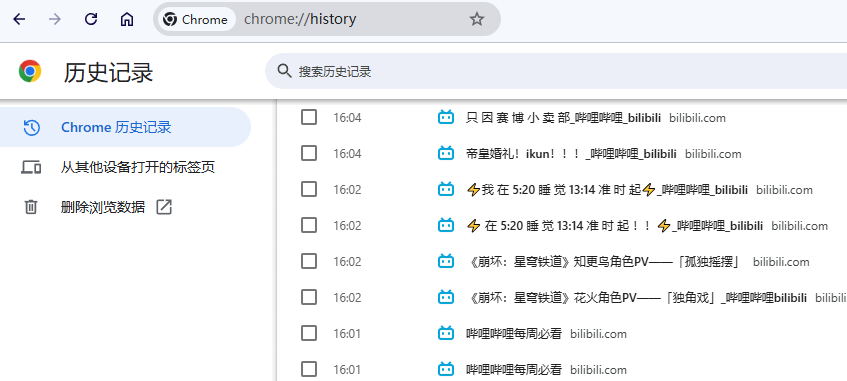 Chrome chrome://history
历史记录 搜索历史记录
Chrome 历史记录
从其他设备打开的标签页
删除浏览数据
16:04 只 因 赛 博 小 卖 部_哔哩哔哩_bilibili bilibili.com
16:04 帝皇婚礼！ikun！！！_哔哩哔哩_bilibili bilibili.com
16:02 ⚡我 在 5:20 睡 觉 13:14 准 时 起⚡_哔哩哔哩_bilibili bilibili.com
16:02 ⚡ 在 5:20 睡 觉 13:14 准 时 起！！⚡_哔哩哔哩_bilibili bilibili.com
16:02 《崩坏：星穹铁道》知更鸟角色PV——「孤独摇摆」 bilibili.com
16:02 《崩坏：星穹铁道》花火角色PV——「独角戏」_哔哩哔哩bilibili bilibili
16:01 哔哩哔哩每周必看 bilibili.com
16:01 哔哩哔哩每周必看 bilibili.com